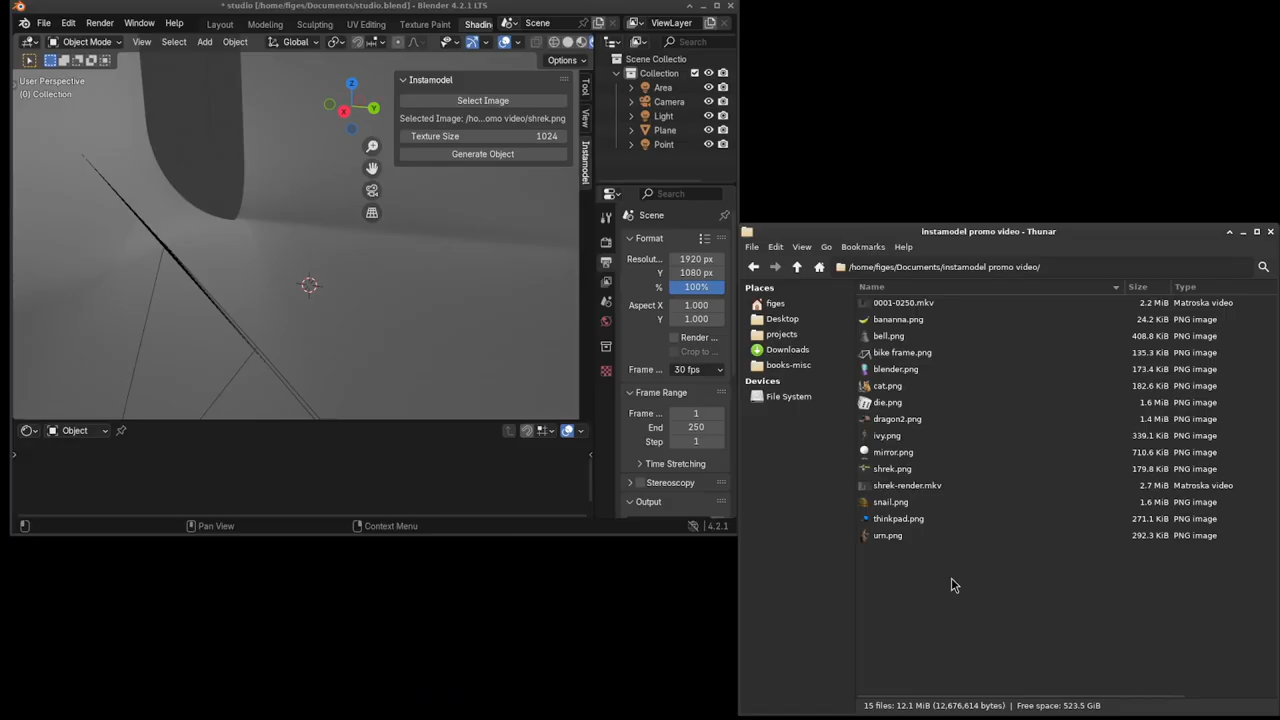 * studio [/home/figes/Documents/studio.blend] - Blender 4.2.1 LTS
File Edit Render Window Help Layout Modeling Sculpting UV Editing Texture Paint Shadin Scene ViewLayer
Object Mode View Select Add Object Global Search
Options
User Perspective
(0) Collection
Z
Y
X
Instamodel
Select Image
Selected Image: /ho...omo video/shrek.png
Texture Size 1024
Generate Object
Tool
View
Instamodel
Scene Collectio
Collection
Area
Camera
Light
Plane
Point
Search
Scene
Format
Resolut... 1920 px
Y 1080 px
% 100%
Aspect X 1.000
Y 1.000
Render ...
Crop to ...
Frame ... 30 fps
Frame Range
Frame ... 1
End 250
Step 1
Time Stretching
Stereoscopy
Output
Object
Pan View
Context Menu
4.2.1
instamodel promo video - Thunar
File Edit View Go Bookmarks Help
/home/figes/Documents/instamodel promo video/
Places
figes
Desktop
projects
Downloads
books-misc
Devices
File System
Name Size Type
0001-0250.mkv 2.2 MiB Matroska video
bananna.png 24.2 KiB PNG image
bell.png 408.8 KiB PNG image
bike frame.png 135.3 KiB PNG image
blender.png 173.4 KiB PNG image
cat.png 182.6 KiB PNG image
die.png 1.6 MiB PNG image
dragon2.png 1.4 MiB PNG image
ivy.png 339.1 KiB PNG image
mirror.png 710.6 KiB PNG image
shrek.png 179.8 KiB PNG image
shrek-render.mkv 2.7 MiB Matroska video
snail.png 1.6 MiB PNG image
thinkpad.png 271.1 KiB PNG image
urn.png 292.3 KiB PNG image
15 files: 12.1 MiB (12,676,614 bytes) | Free space: 523.5 GiB